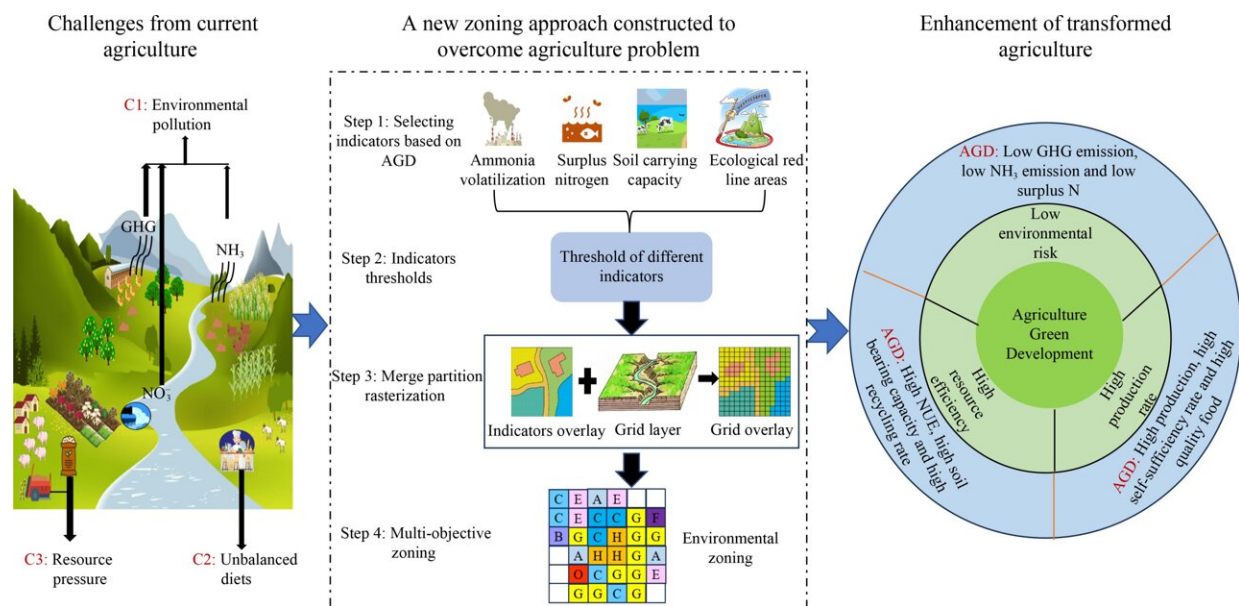 Challenges from current
agriculture
C1: Environmental
pollution
GHG
NH₃
NO₃⁻
C3: Resource
pressure
C2: Unbalanced
diets
A new zoning approach constructed to
overcome agriculture problem
Step 1: Selecting
indicators based on
AGD
Ammonia
volatilization
Surplus
nitrogen
Soil carrying
capacity
Ecological red
line areas
Step 2: Indicators
thresholds
Threshold of different
indicators
Step 3: Merge partition
rasterization
Indicators overlay
Grid layer
Grid overlay
Step 4: Multi-objective
zoning
C E A E
C E C C G F
B G C H G G
A H H G A
O C G G E
G G C G
Environmental
zoning
Enhancement of transformed
agriculture
AGD: Low GHG emission,
low NH₃ emission and low
surplus N
Low
environmental
risk
Agriculture
Green
Development
High
resource
efficiency
High
production
rate
AGD: High NUE, high soil
bearing capacity and high
recycling rate
AGD: High production, high
self-sufficiency rate and high
quality food